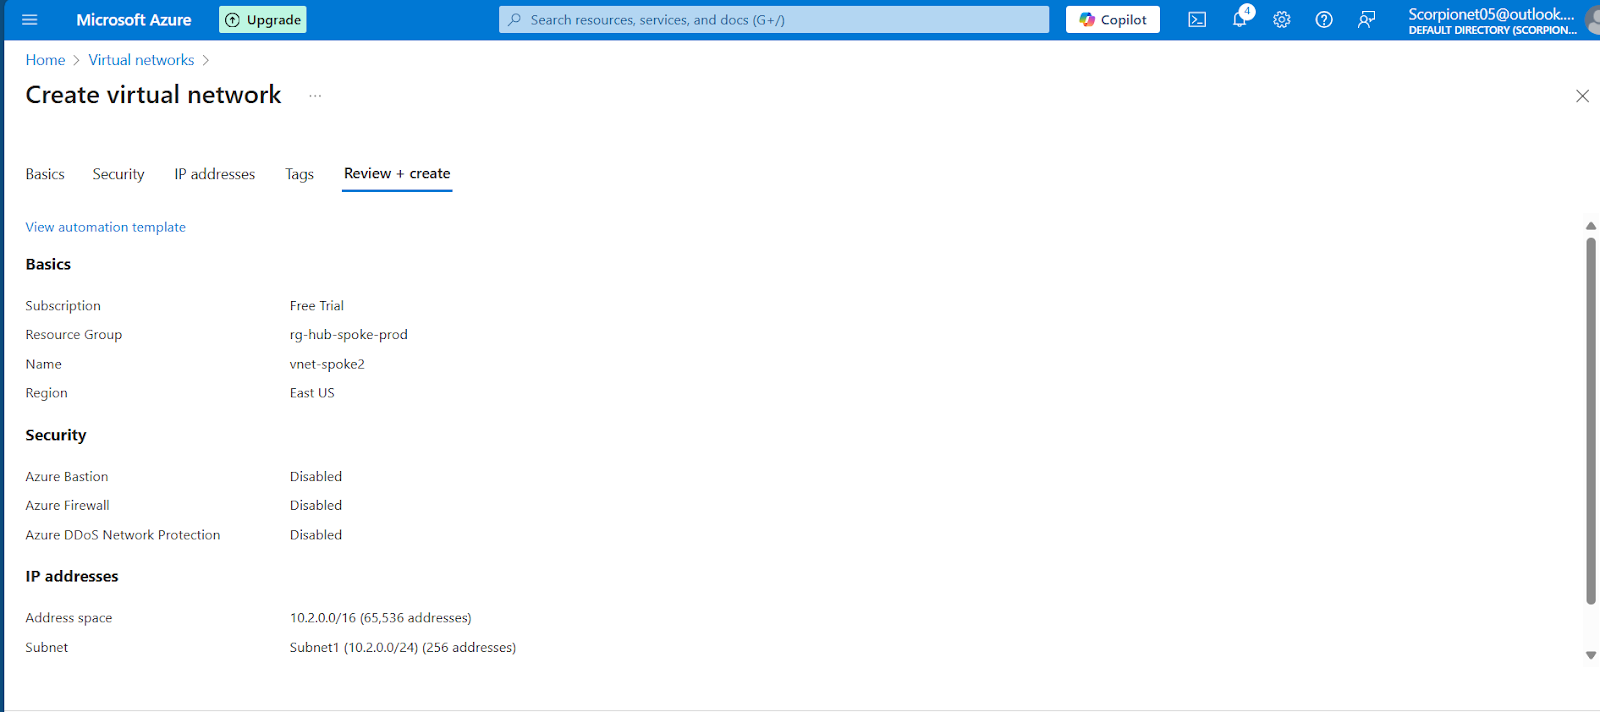 Microsoft Azure
Upgrade
Search resources, services, and docs (G+/)
Copilot
4
Scorpionet05@outlook....
DEFAULT DIRECTORY (SCORPION...
Home > Virtual networks >
Create virtual network ...
Basics Security IP addresses Tags Review + create
View automation template
Basics
Subscription Free Trial
Resource Group rg-hub-spoke-prod
Name vnet-spoke2
Region East US
Security
Azure Bastion Disabled
Azure Firewall Disabled
Azure DDoS Network Protection Disabled
IP addresses
Address space 10.2.0.0/16 (65,536 addresses)
Subnet Subnet1 (10.2.0.0/24) (256 addresses)